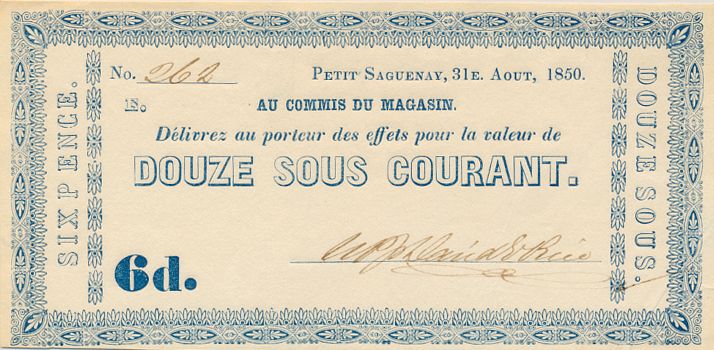 SIXPENCE.
No. 262 PETIT SAGUENAY, 31E. AOUT, 1850.
AU COMMIS DU MAGASIN.
Délivrez au porteur des effets pour la valeur de
DOUZE SOUS COURANT.
6d.
DOUZE SOUS.